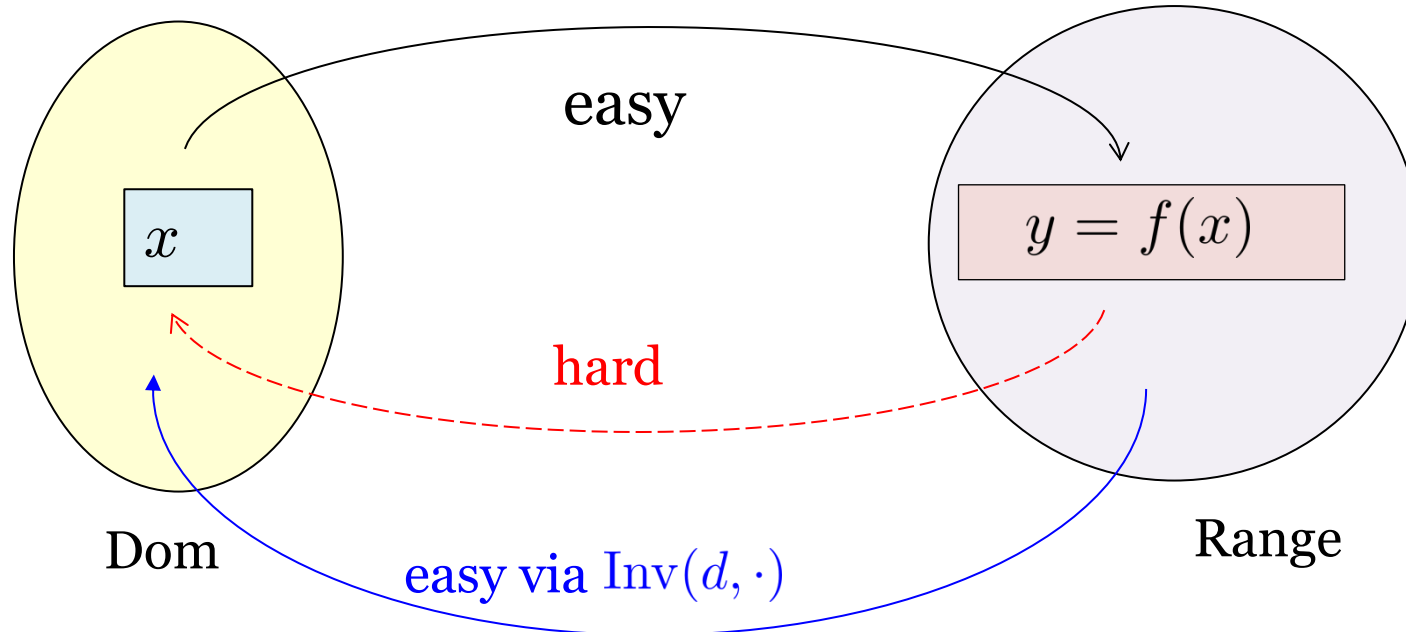 easy
x
y = f(x)
hard
Dom
Range
easy via Inv(d, ·)